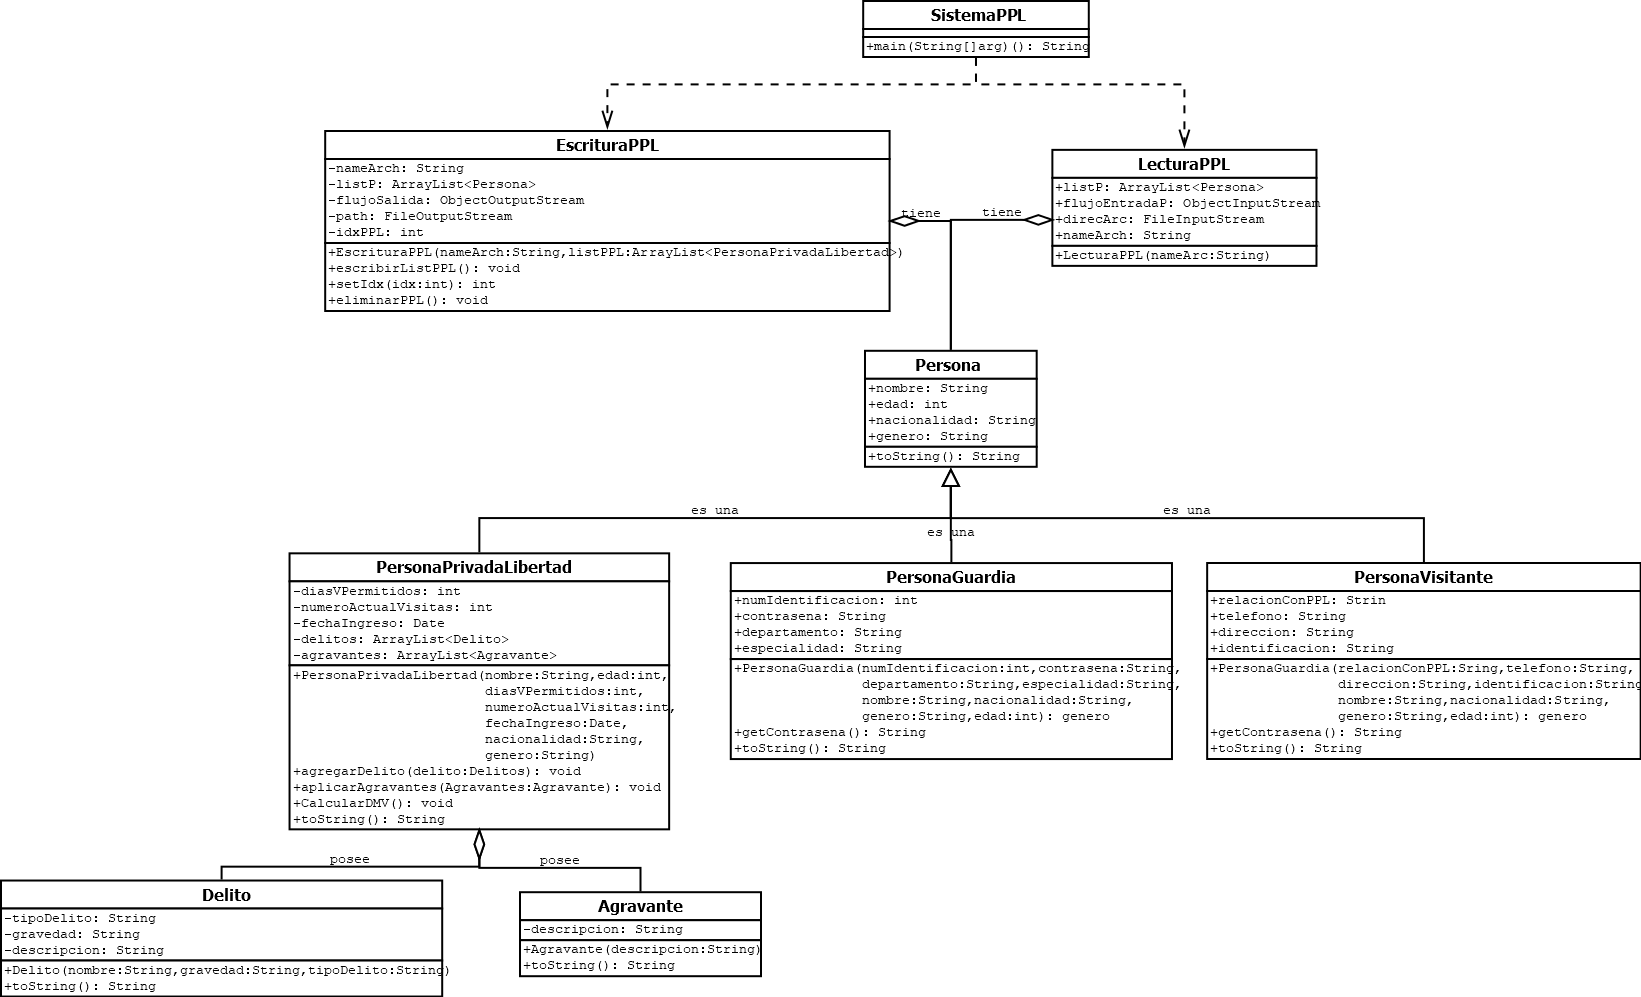 SistemaPPL
+main(String[]arg)(): String
EscrituraPPL
-nameArch: String
-listP: ArrayList<Persona>
-flujoSalida: ObjectOutputStream
-path: FileOutputStream
-idxPPL: int
+EscrituraPPL(nameArch:String,listPPL:ArrayList<PersonaPrivadaLibertad>)
+escribirListPPL(): void
+setIdx(idx:int): int
+eliminarPPL(): void
tiene
tiene
LecturaPPL
+listP: ArrayList<Persona>
+flujoEntradaP: ObjectInputStream
+direcArc: FileInputStream
+nameArch: String
+LecturaPPL(nameArc:String)
Persona
+nombre: String
+edad: int
+nacionalidad: String
+genero: String
+toString(): String
es una
es una
es una
PersonaPrivadaLibertad
-diasVPermitidos: int
-numeroActualVisitas: int
-fechaIngreso: Date
-delitos: ArrayList<Delito>
-agravantes: ArrayList<Agravante>
+PersonaPrivadaLibertad(nombre:String,edad:int,
diasVPermitidos:int,
numeroActualVisitas:int,
fechaIngreso:Date,
nacionalidad:String,
genero:String)
+agregarDelito(delito:Delitos): void
+aplicarAgravantes(Agravantes:Agravante): void
+CalcularDMV(): void
+toString(): String
PersonaGuardia
+numIdentificacion: int
+contrasena: String
+departamento: String
+especialidad: String
+PersonaGuardia(numIdentificacion:int,contrasena:String,
departamento:String,especialidad:String,
nombre:String,nacionalidad:String,
genero:String,edad:int): genero
+getContrasena(): String
+toString(): String
PersonaVisitante
+relacionConPPL: Strin
+telefono: String
+direccion: String
+identificacion: String
+PersonaGuardia(relacionConPPL:Sring,telefono:String,
direccion:String,identificacion:String
nombre:String,nacionalidad:String,
genero:String,edad:int): genero
+getContrasena(): String
+toString(): String
posee
posee
Delito
-tipoDelito: String
-gravedad: String
-descripcion: String
+Delito(nombre:String,gravedad:String,tipoDelito:String)
+toString(): String
Agravante
-descripcion: String
+Agravante(descripcion:String)
+toString(): String